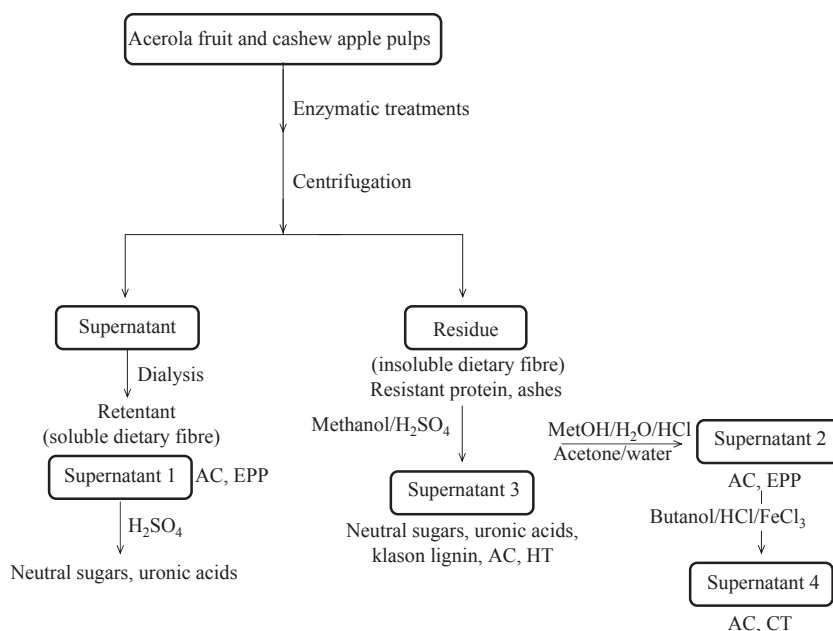 Acerola fruit and cashew apple pulps
Enzymatic treatments
Centrifugation
Supernatant
Dialysis
Retentant
(soluble dietary fibre)
Supernatant 1 AC, EPP
H₂SO₄
Neutral sugars, uronic acids
Residue
(insoluble dietary fibre)
Resistant protein, ashes
Methanol/H₂SO₄
Supernatant 3
Neutral sugars, uronic acids,
klason lignin, AC, HT
MetOH/H₂O/HCl
Acetone/water
Supernatant 2
AC, EPP
Butanol/HCl/FeCl₃
Supernatant 4
AC, CT